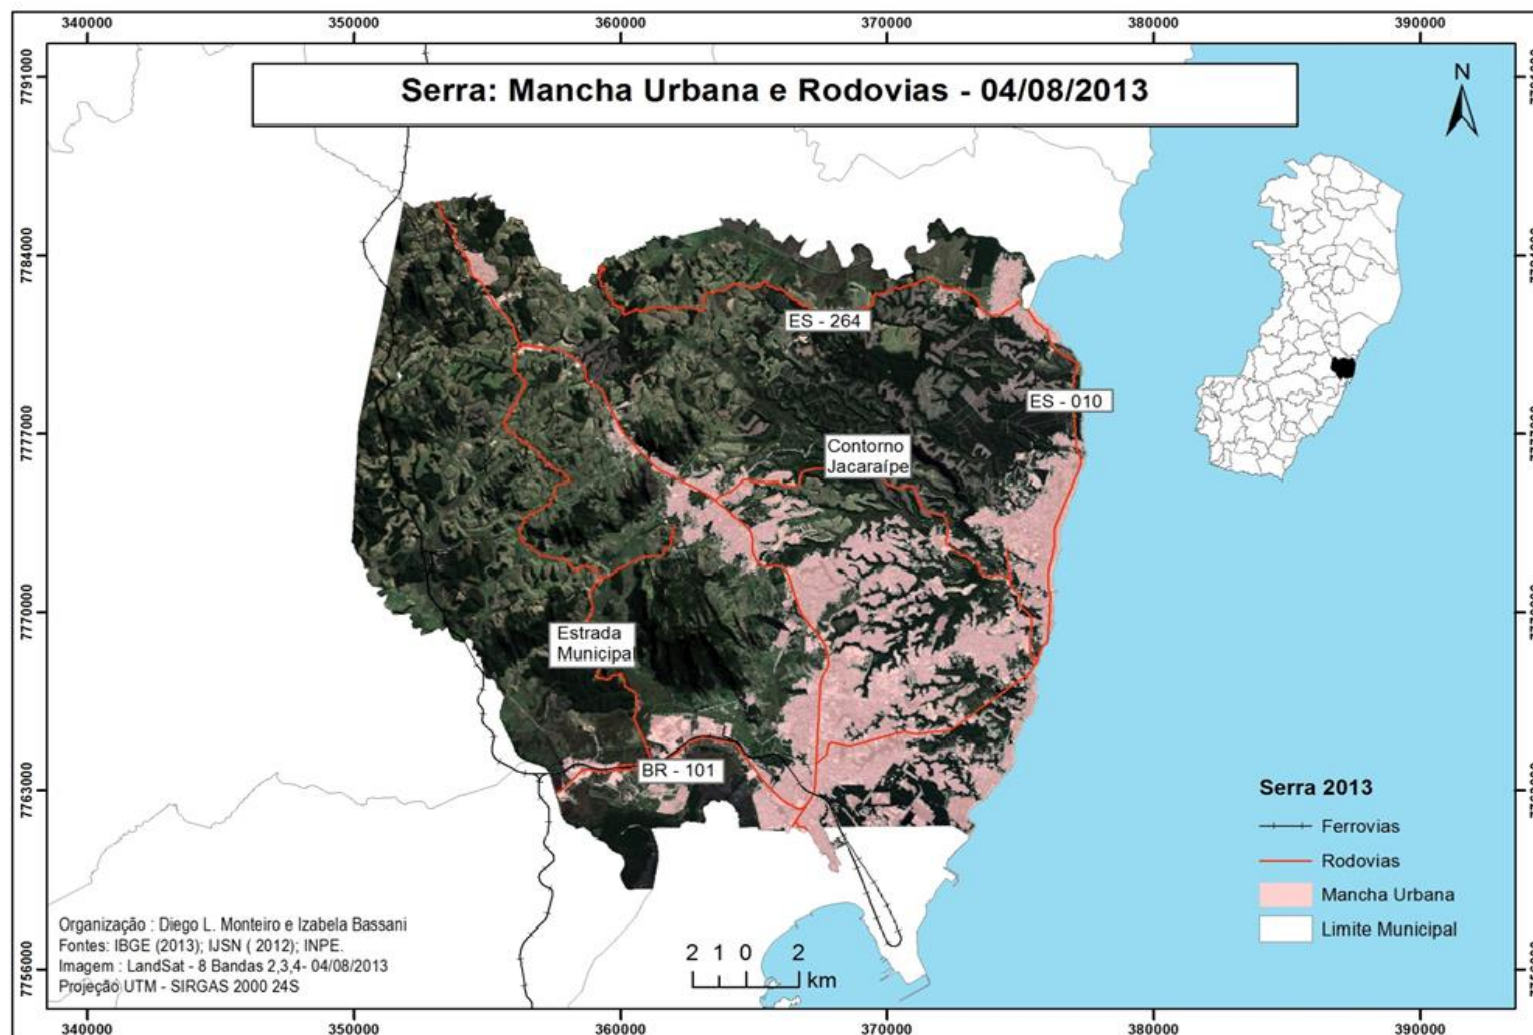 340000 350000 360000 370000 380000 390000
Serra: Mancha Urbana e Rodovias - 04/08/2013
N
7791000
7784000
7777000
7770000
7763000
7756000
ES - 264
ES - 010
Contorno
Jacaraípe
Estrada
Municipal
BR - 101
Serra 2013
Ferrovias
Rodovias
Mancha Urbana
Limite Municipal
Organização : Diego L. Monteiro e Izabela Bassani
Fontes: IBGE (2013); IJSN ( 2012); INPE.
Imagem : LandSat - 8 Bandas 2,3,4- 04/08/2013
Projeção UTM - SIRGAS 2000 24S
2 1 0 2
km
340000 350000 360000 370000 380000 390000